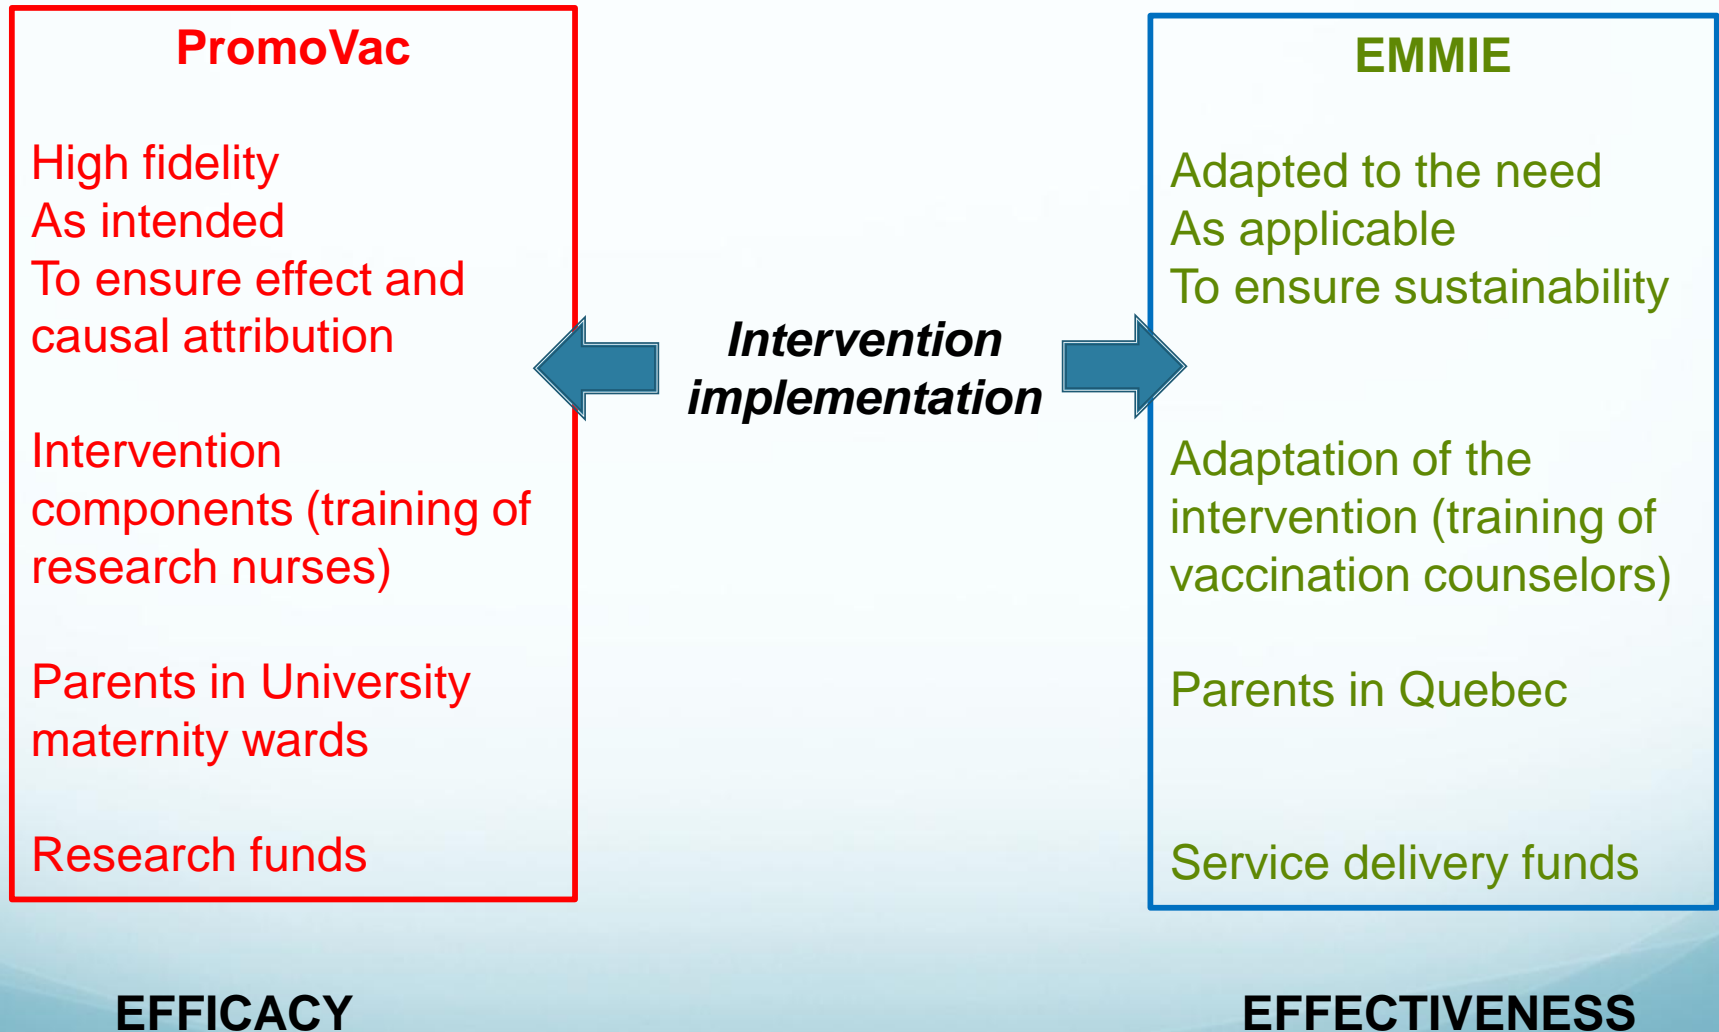 PromoVac
High fidelity
As intended
To ensure effect and
causal attribution
Intervention
components (training of
research nurses)
Parents in University
maternity wards
Research funds
Intervention
implementation
EMMIE
Adapted to the need
As applicable
To ensure sustainability
Adaptation of the
intervention (training of
vaccination counselors)
Parents in Quebec
Service delivery funds
EFFICACY
EFFECTIVENESS